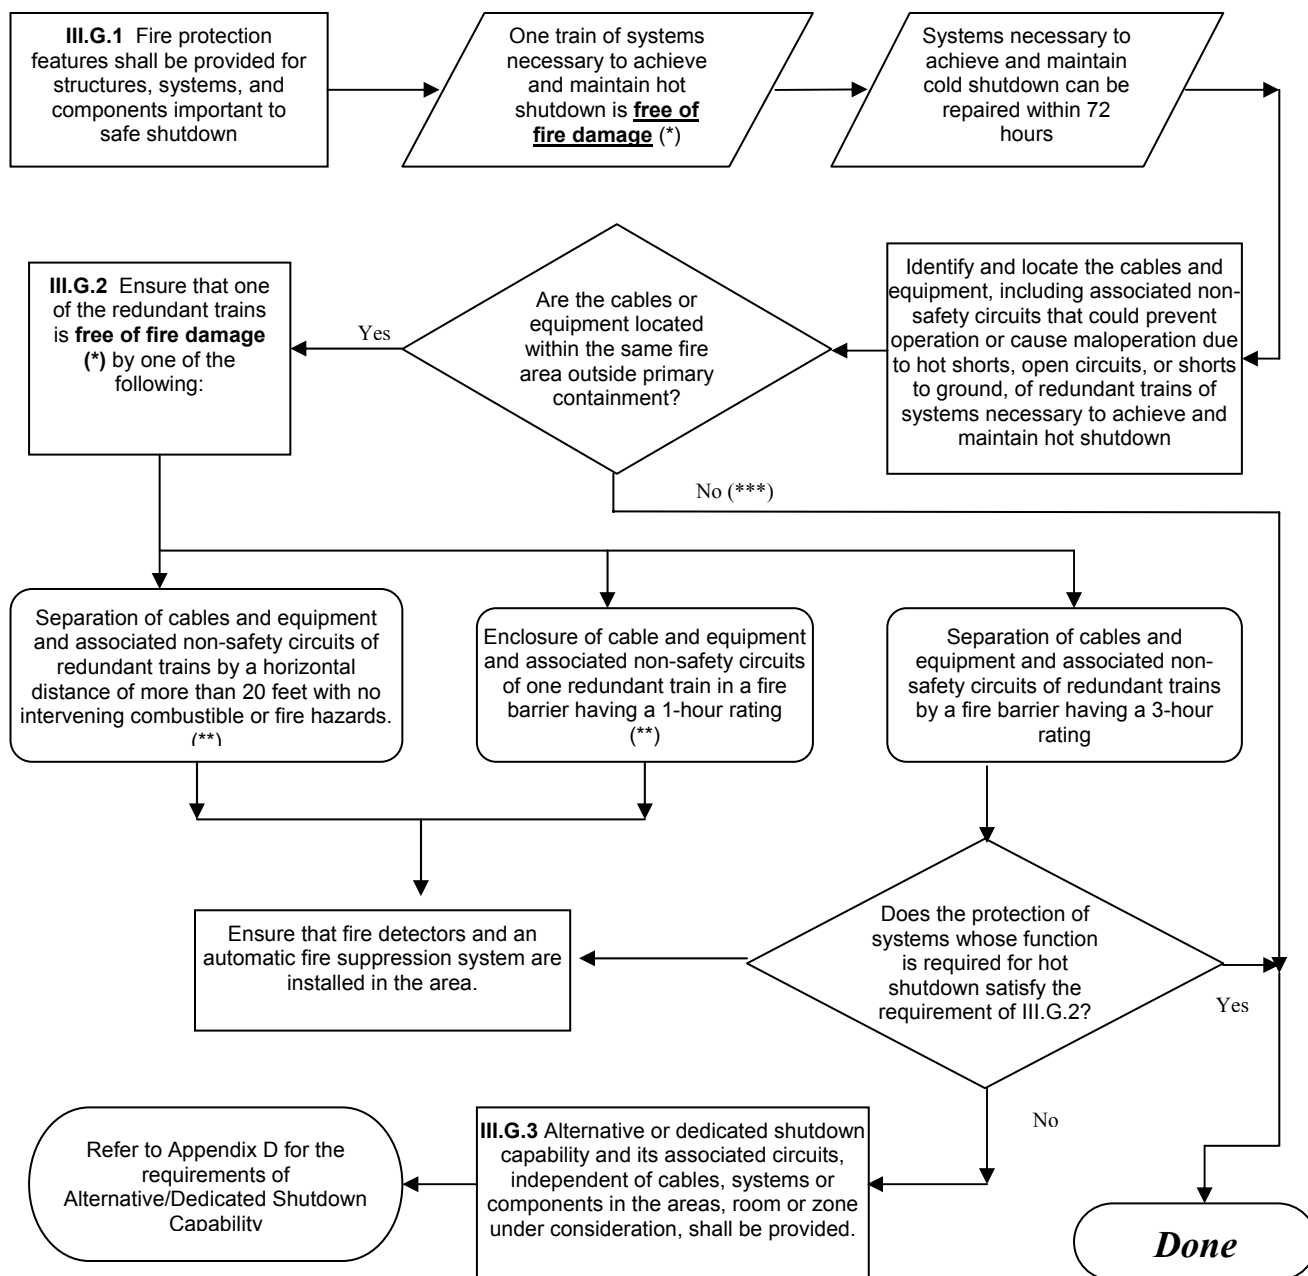 III.G.1 Fire protection
features shall be provided for
structures, systems, and
components important to
safe shutdown
One train of systems
necessary to achieve
and maintain hot
shutdown is free of
fire damage (*)
Systems necessary to
achieve and maintain
cold shutdown can be
repaired within 72
hours
III.G.2 Ensure that one
of the redundant trains
is free of fire damage
(*) by one of the
following:
Yes
Are the cables or
equipment located
within the same fire
area outside primary
containment?
Identify and locate the cables and
equipment, including associated non-
safety circuits that could prevent
operation or cause maloperation due
to hot shorts, open circuits, or shorts
to ground, of redundant trains of
systems necessary to achieve and
maintain hot shutdown
No (***)
Separation of cables and equipment
and associated non-safety circuits of
redundant trains by a horizontal
distance of more than 20 feet with no
intervening combustible or fire hazards.
(**)
Enclosure of cable and equipment
and associated non-safety circuits
of one redundant train in a fire
barrier having a 1-hour rating
(**)
Separation of cables and
equipment and associated non-
safety circuits of redundant trains
by a fire barrier having a 3-hour
rating
Ensure that fire detectors and an
automatic fire suppression system are
installed in the area.
Does the protection of
systems whose function
is required for hot
shutdown satisfy the
requirement of III.G.2?
Yes
No
Refer to Appendix D for the
requirements of
Alternative/Dedicated Shutdown
Capability
III.G.3 Alternative or dedicated shutdown
capability and its associated circuits,
independent of cables, systems or
components in the areas, room or zone
under consideration, shall be provided.
Done